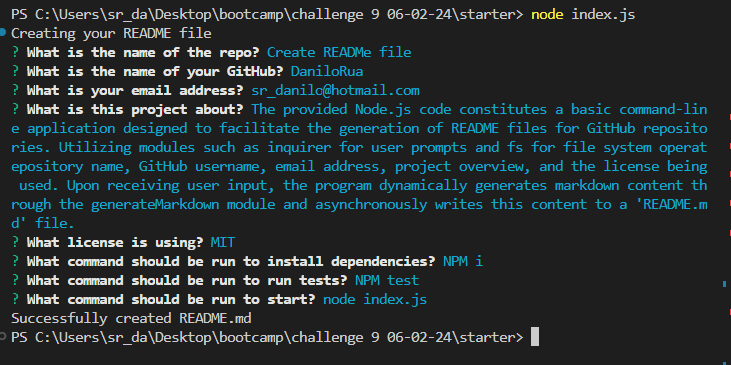 PS C:\Users\sr_da\Desktop\bootcamp\challenge 9 06-02-24\starter> node index.js
Creating your README file
? What is the name of the repo? Create READMe file
? What is the name of your GitHub? DaniloRua
? What is your email address? sr_danilo@hotmail.com
? What is this project about? The provided Node.js code constitutes a basic command-lin
e application designed to facilitate the generation of README files for GitHub reposito
ries. Utilizing modules such as inquirer for user prompts and fs for file system operat
epository name, GitHub username, email address, project overview, and the license being
 used. Upon receiving user input, the program dynamically generates markdown content th
rough the generateMarkdown module and asynchronously writes this content to a 'README.m
d' file.
? What license is using? MIT
? What command should be run to install dependencies? NPM i
? What command should be run to run tests? NPM test
? What command should be run to start? node index.js
Successfully created README.md
PS C:\Users\sr_da\Desktop\bootcamp\challenge 9 06-02-24\starter>